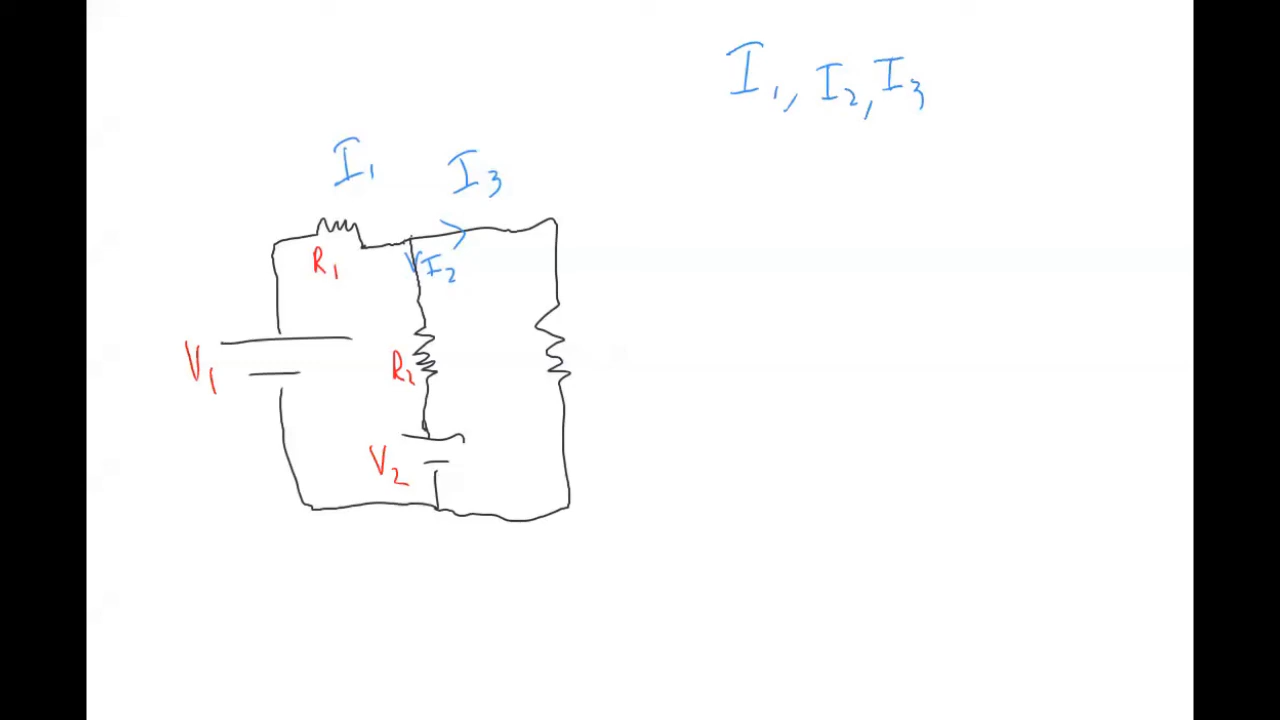 I₁, I₂, I₃
I₁ I₃
R₁ I₂
V₁ R₂
V₂